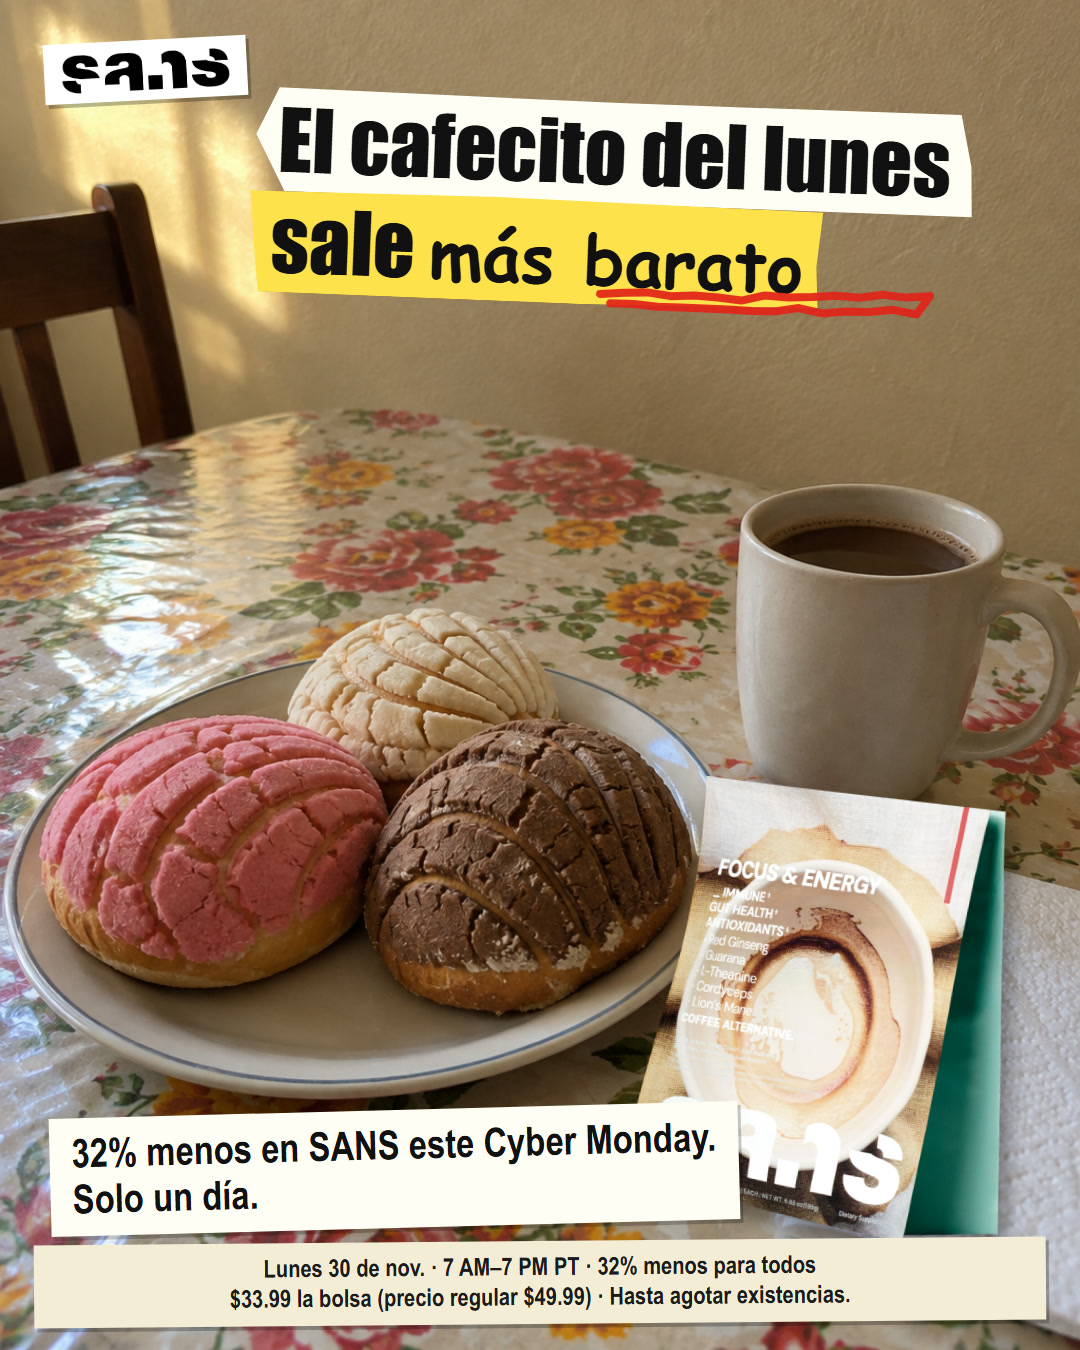 sans
El cafecito del lunes
sale más barato
FOCUS & ENERGY
IMMUNE
GUT HEALTH
ANTIOXIDANTS
Red Ginseng
Guarana
L-Theanine
Cordyceps
Lion's Mane
COFFEE ALTERNATIVE
sans
32% menos en SANS este Cyber Monday.
Solo un día.
Lunes 30 de nov. · 7 AM–7 PM PT · 32% menos para todos
$33.99 la bolsa (precio regular $49.99) · Hasta agotar existencias.